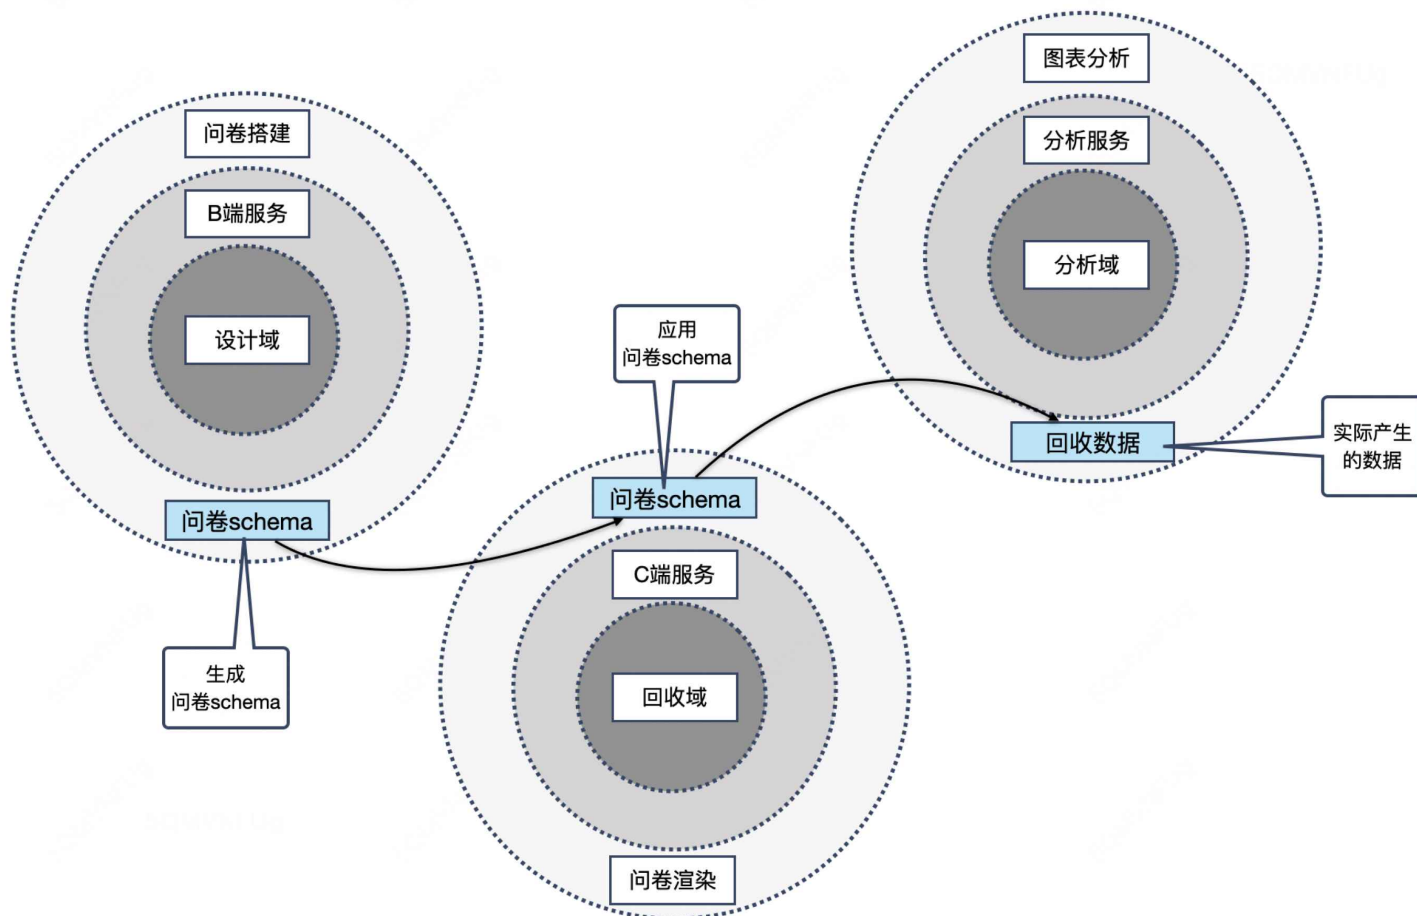 问卷搭建
B端服务
设计域
问卷schema
生成
问卷schema
应用
问卷schema
问卷schema
C端服务
回收域
问卷渲染
图表分析
分析服务
分析域
回收数据
实际产生
的数据